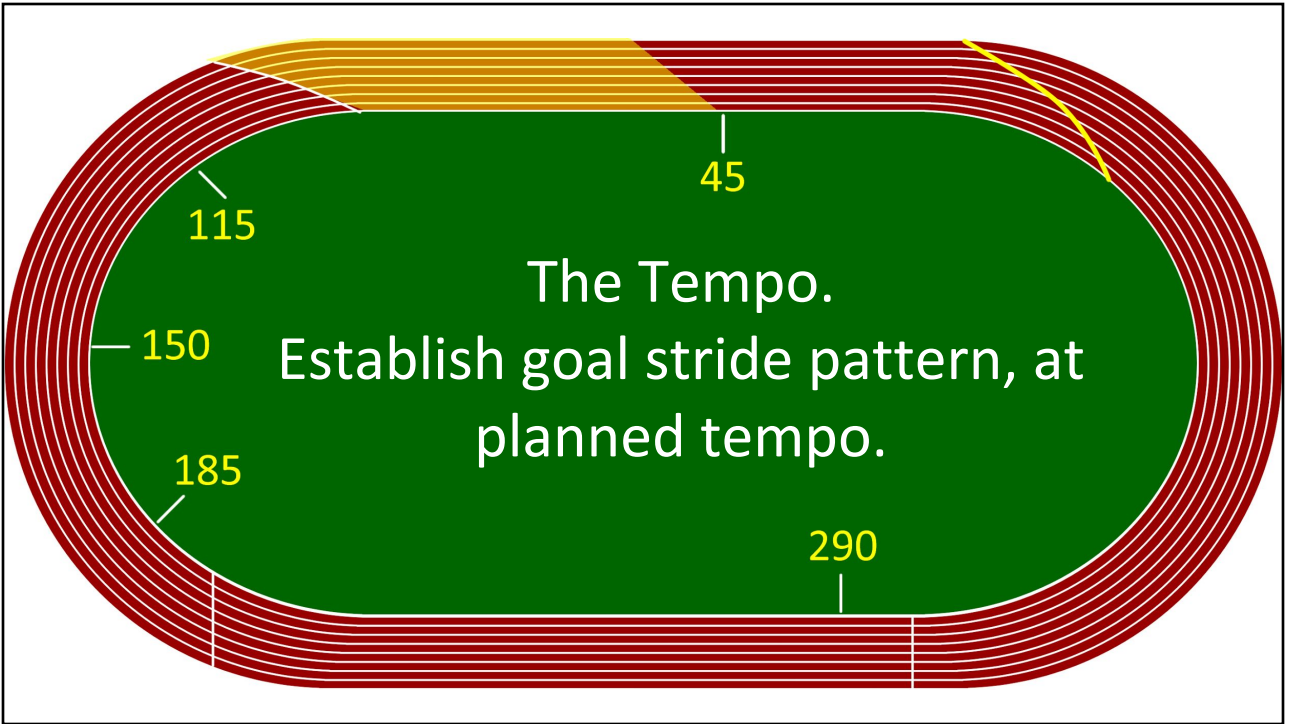 45
115
The Tempo.
150
Establish goal stride pattern, at
planned tempo.
185
290